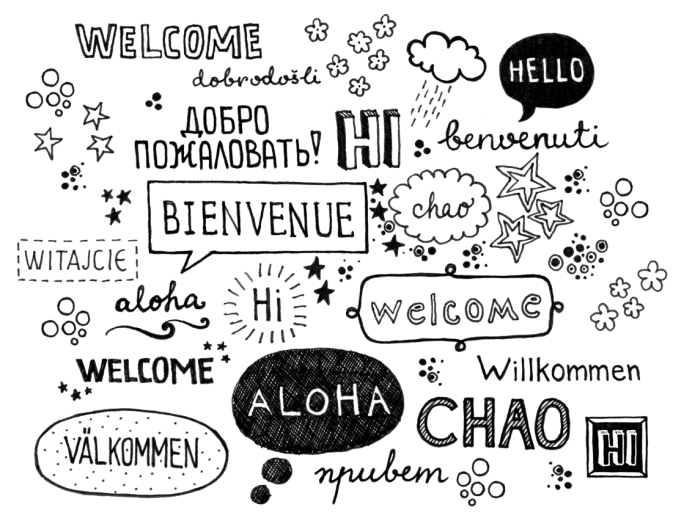 WELCOME
dobrodošli
HELLO
ДОБРО
ПОЖАЛОВАТЬ!
HI
benvenuti
BIENVENUE
chao
WITAJCIE
aloha
Hi
welcome
WELCOME
ALOHA
Willkommen
CHAO
VÄLKOMMEN
привет
HI